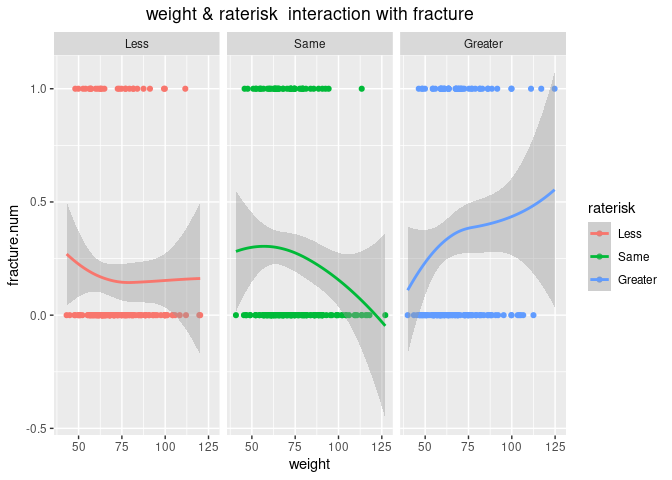 weight & raterisk  interaction with fracture
Less
Same
Greater
1.0
0.5
0.0
-0.5
fracture.num
50 75 100 125
50 75 100 125
50 75 100 125
weight
raterisk
Less
Same
Greater